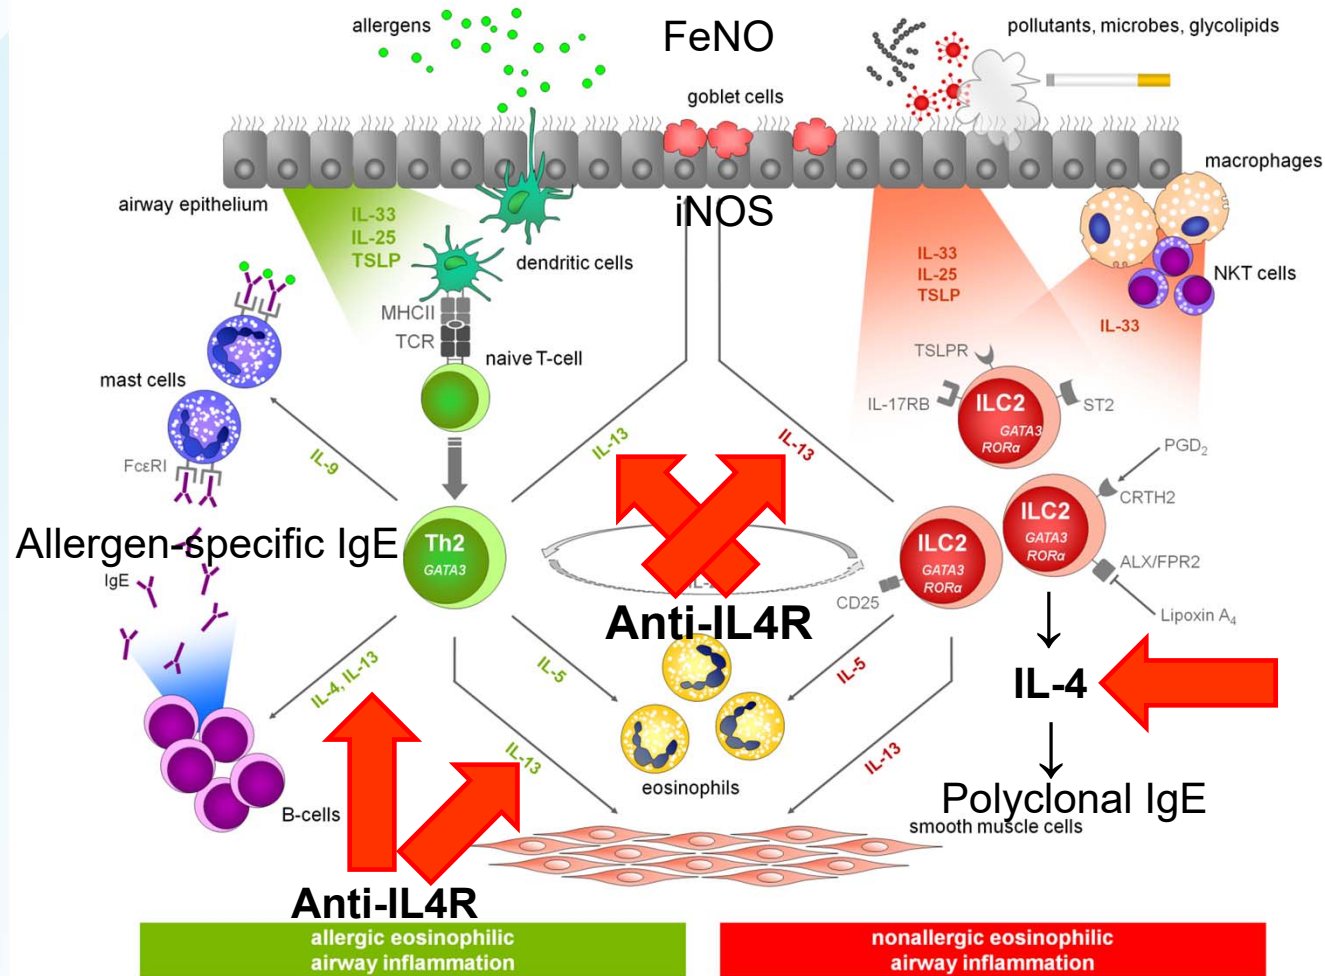 allergens
FeNO
pollutants, microbes, glycolipids
goblet cells
macrophages
airway epithelium
iNOS
IL-33
IL-25
TSLP
dendritic cells
IL-33
IL-25
TSLP
NKT cells
MHCII
TCR
IL-33
naive T-cell
TSLPR
mast cells
IL-17RB
ILC2
GATA3
RORα
ST2
IL-9
IL-13
IL-13
PGD2
FcεRI
CRTH2
Allergen-specific IgE
Th2
GATA3
ILC2
GATA3
RORα
ILC2
GATA3
RORα
ALX/FPR2
IgE
CD25
Anti-IL4R
Lipoxin A4
IL-4, IL-13
IL-5
IL-5
IL-4
IL-13
IL-13
eosinophils
Polyclonal IgE
B-cells
smooth muscle cells
Anti-IL4R
allergic eosinophilic
airway inflammation
nonallergic eosinophilic
airway inflammation